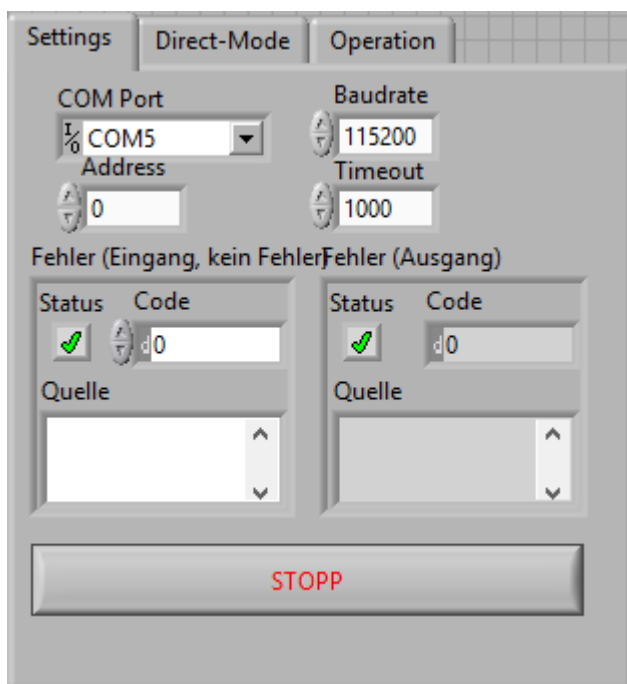 Settings Direct-Mode Operation
COM Port Baudrate
I/O COM5 115200
Address Timeout
0 1000
Fehler (Eingang, kein Fehler) Fehler (Ausgang)
Status Code Status Code
d 0 d 0
Quelle Quelle
STOPP